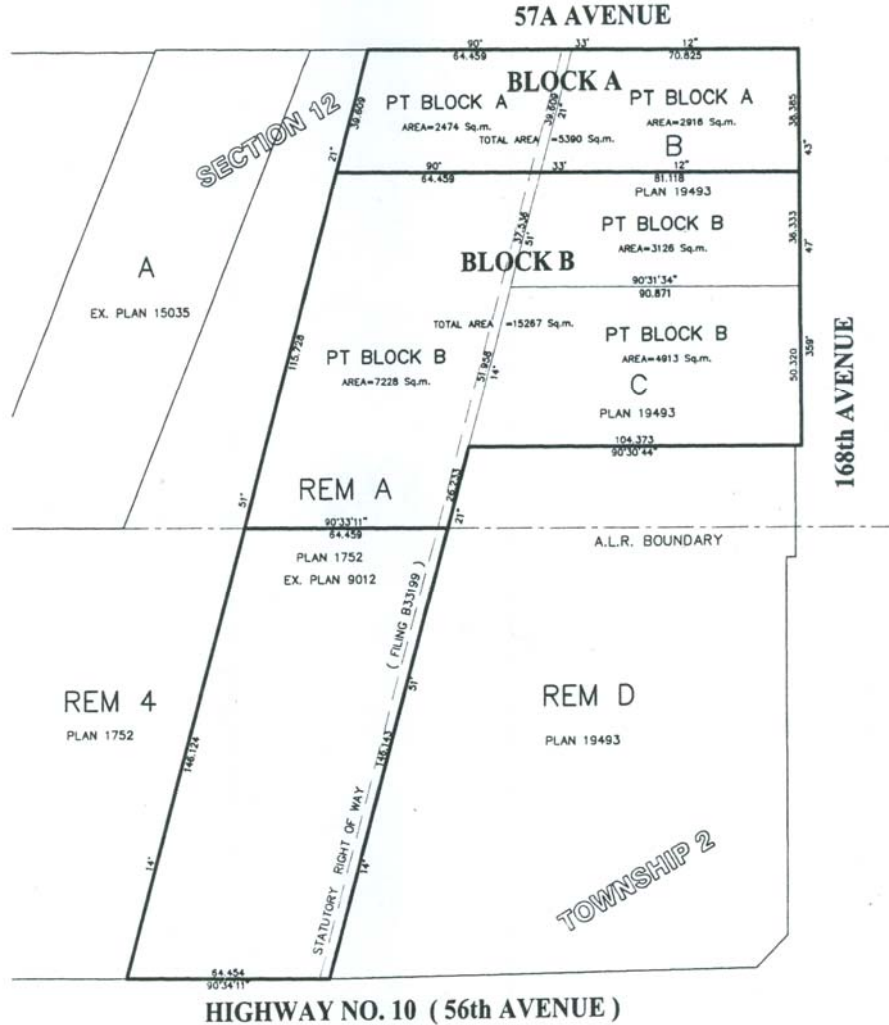 57A AVENUE
90° 33' 12"
64.459 70.825
BLOCK A
PT BLOCK A
AREA=2474 Sq.m.
PT BLOCK A
AREA=2916 Sq.m.
TOTAL AREA =5390 Sq.m.
B
39.609
21"
39.609
21"
38.385
43"
SECTION 12
90° 33' 12"
64.459 81.118
PLAN 19493
PT BLOCK B
AREA=3126 Sq.m.
37.536
51'
38.333
47'
BLOCK B
A
EX. PLAN 15035
90°31'34"
90.871
TOTAL AREA =15267 Sq.m.
PT BLOCK B
AREA=4913 Sq.m.
C
PLAN 19493
115.728
PT BLOCK B
AREA=7228 Sq.m.
51.956
14°
50.320
359°
168th AVENUE
104.373
90°30'44"
REM A
26.233
21"
51'
90°33'11"
64.459
A.L.R. BOUNDARY
PLAN 1752
EX. PLAN 9012
( FILING B33199 )
51'
REM 4
PLAN 1752
REM D
PLAN 19493
146.124
146.143
14°
14°
STATUTORY RIGHT OF WAY
TOWNSHIP 2
64.454
90°34'11"
HIGHWAY NO. 10 ( 56th AVENUE )